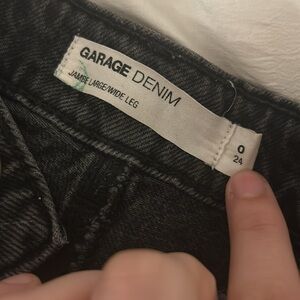 GARAGE DENIM
JAMBE LARGE/WIDE LEG
0
24